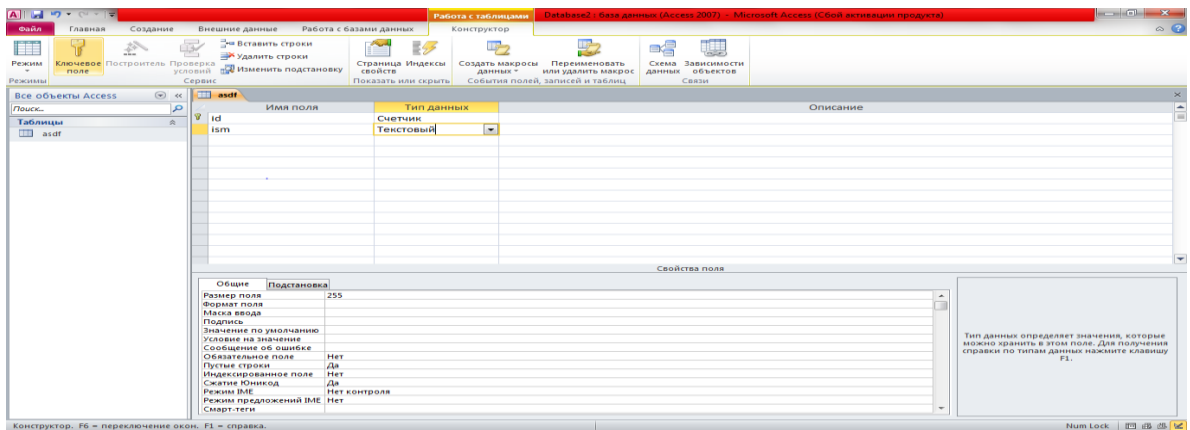 Работа с таблицами Database2 : база данных (Access 2007) - Microsoft Access (Сбой активации продукта)
Файл Главная Создание Внешние данные Работа с базами данных Конструктор
Режим Ключевое поле Построитель Проверка условий Вставить строки Удалить строки Изменить подстановку Страница свойств Индексы Создать макросы данных Переименовать или удалить макрос Схема данных Зависимости объектов
Режимы Сервис Показать или скрыть События полей, записей и таблиц Связи
Все объекты Access
asdf
Поиск...
Таблицы
asdf
Имя поля Тип данных Описание
id Счетчик
ism Текстовый
Свойства поля
Общие Подстановка
Размер поля 255
Формат поля
Маска ввода
Подпись
Значение по умолчанию
Условие на значение
Сообщение об ошибке
Обязательное поле Нет
Пустые строки Да
Индексированное поле Нет
Сжатие Юникод Да
Режим IME Нет контроля
Режим предложений IME Нет
Смарт-теги
Тип данных определяет значения, которые
можно хранить в этом поле. Для получения
справки по типам данных нажмите клавишу
F1.
Конструктор. F6 = переключение окон. F1 = справка. Num Lock